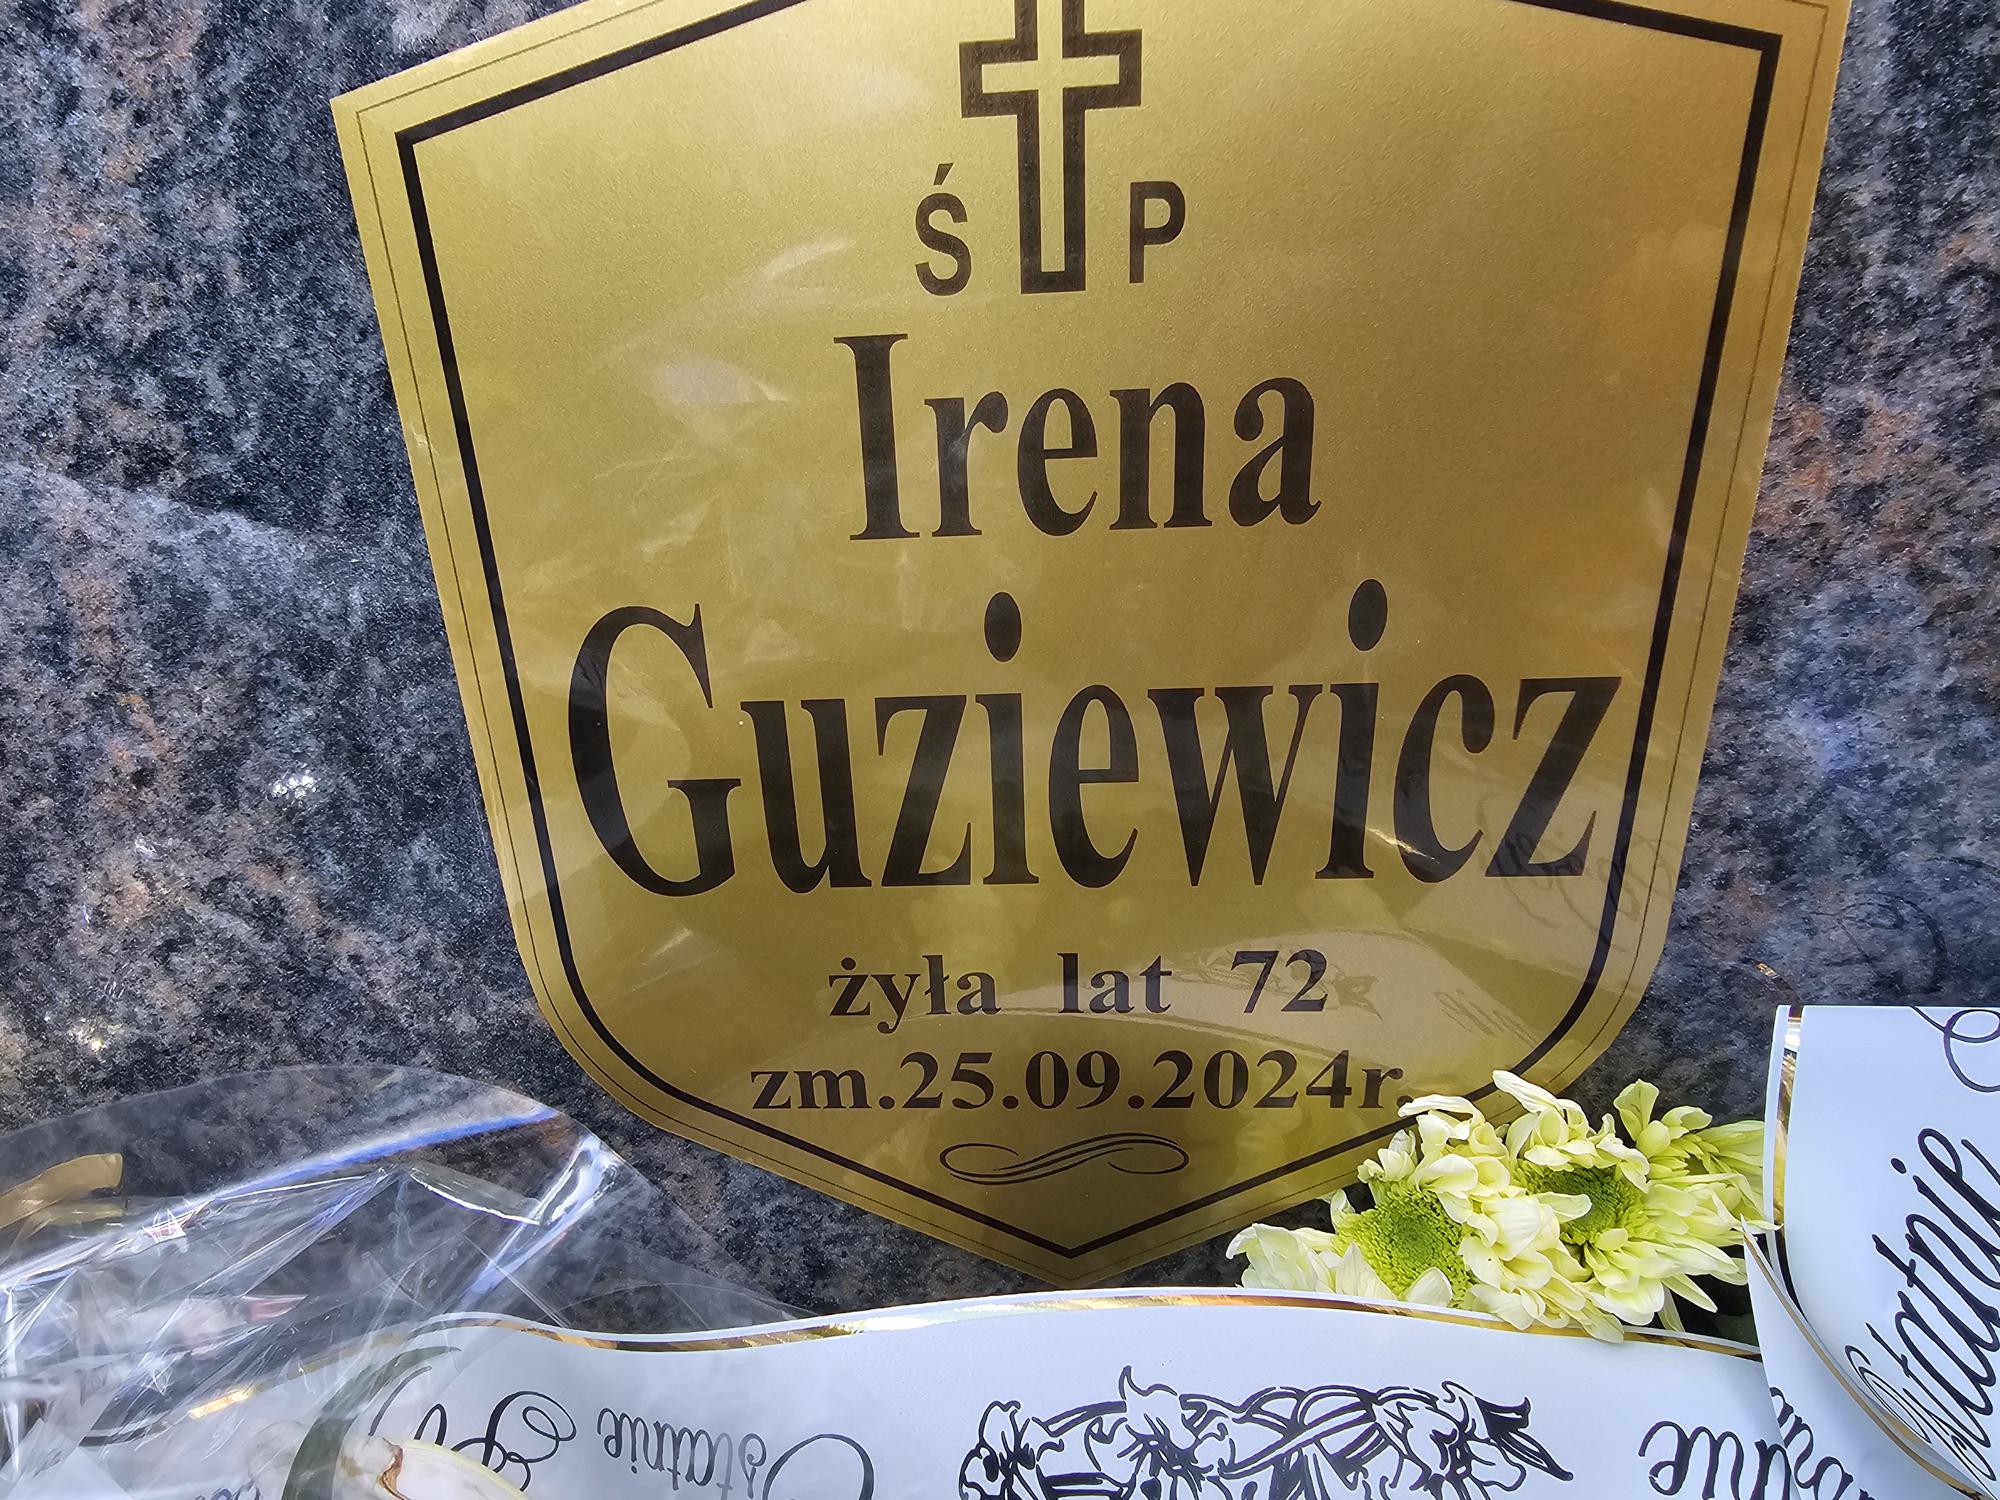 Ś P
Irena
Guziewicz
żyła lat 72
zm.25.09.2024r.
Ostatnie
Ostatnie